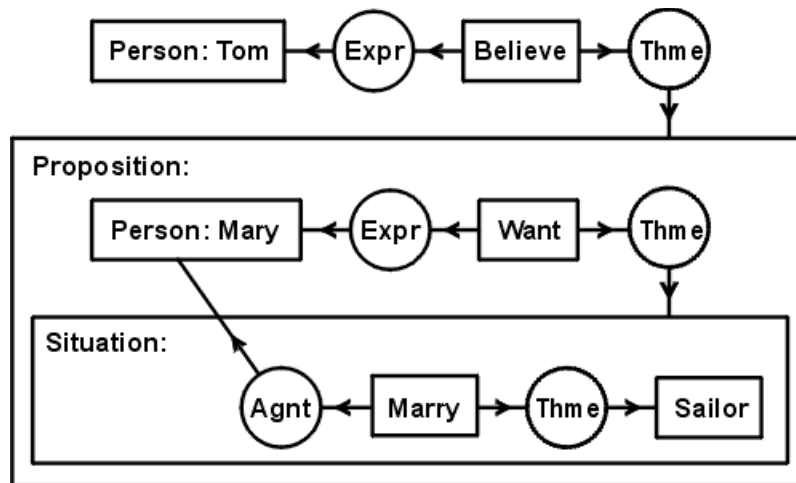 Person: Tom Expr Believe Thme
Proposition:
Person: Mary Expr Want Thme
Situation:
Agnt Marry Thme Sailor